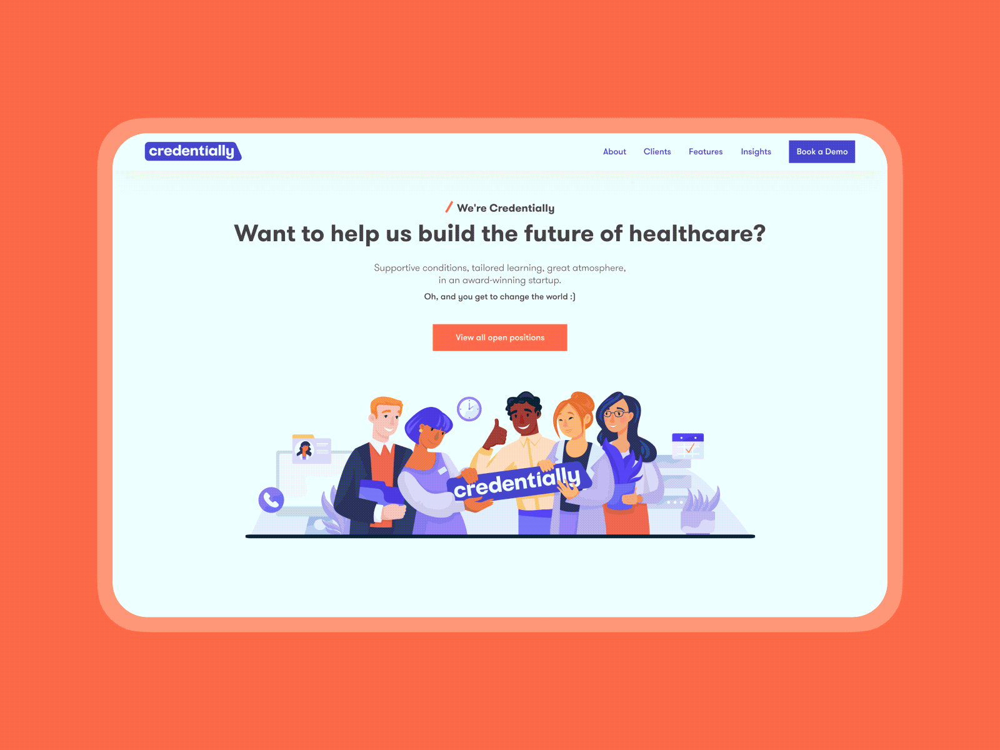 credentially
About Clients Features Insights Book a Demo
We're Credentially
Want to help us build the future of healthcare?
Supportive conditions, tailored learning, great atmosphere,
in an award-winning startup.
Oh, and you get to change the world :)
View all open positions
credentially